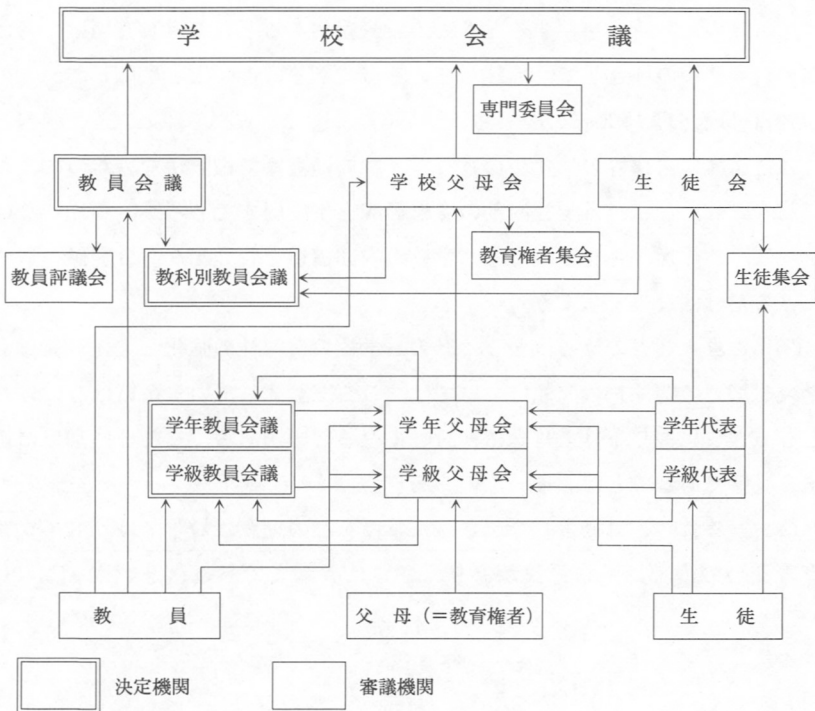 学校会議
専門委員会
教員会議
学校父母会
生徒会
教員評議会
教科別教員会議
教育権者集会
生徒集会
学年教員会議
学年父母会
学年代表
学級教員会議
学級父母会
学級代表
教員
父母(=教育権者)
生徒
決定機関
審議機関